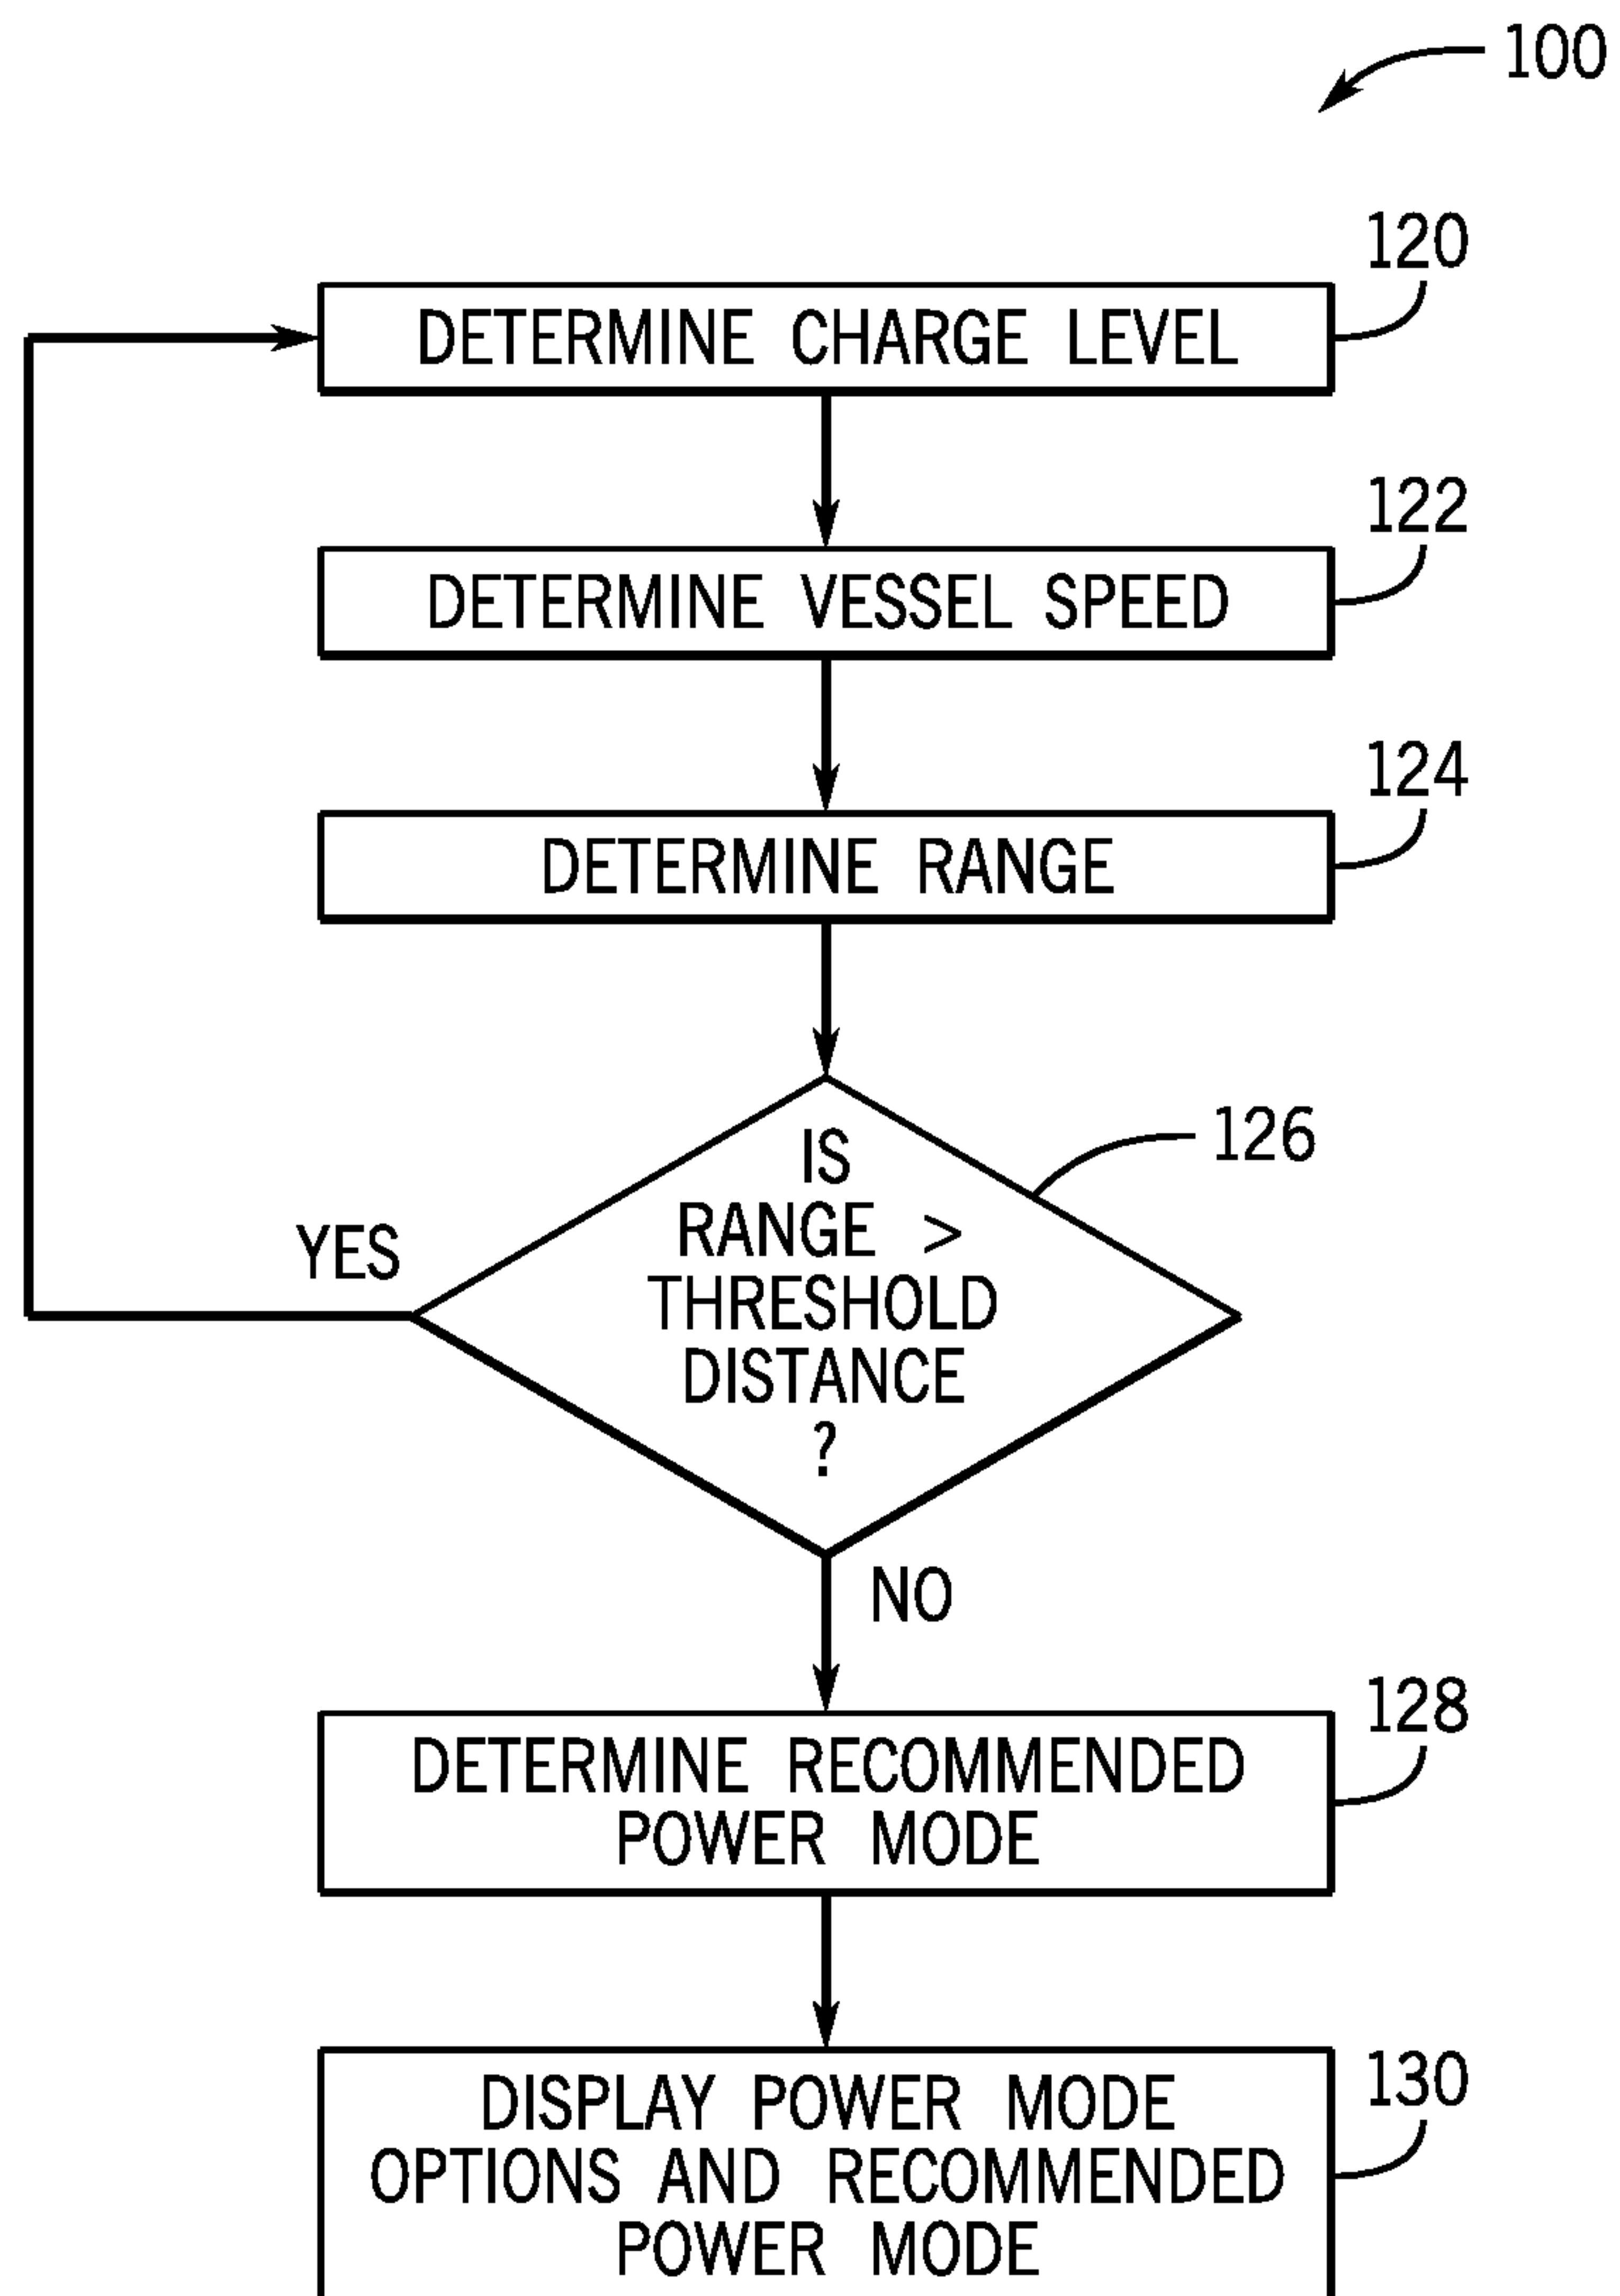 100
120
DETERMINE CHARGE LEVEL
122
DETERMINE VESSEL SPEED
124
DETERMINE RANGE
126
IS
RANGE >
THRESHOLD
DISTANCE
?
YES
NO
128
DETERMINE RECOMMENDED
POWER MODE
130
DISPLAY POWER MODE
OPTIONS AND RECOMMENDED
POWER MODE